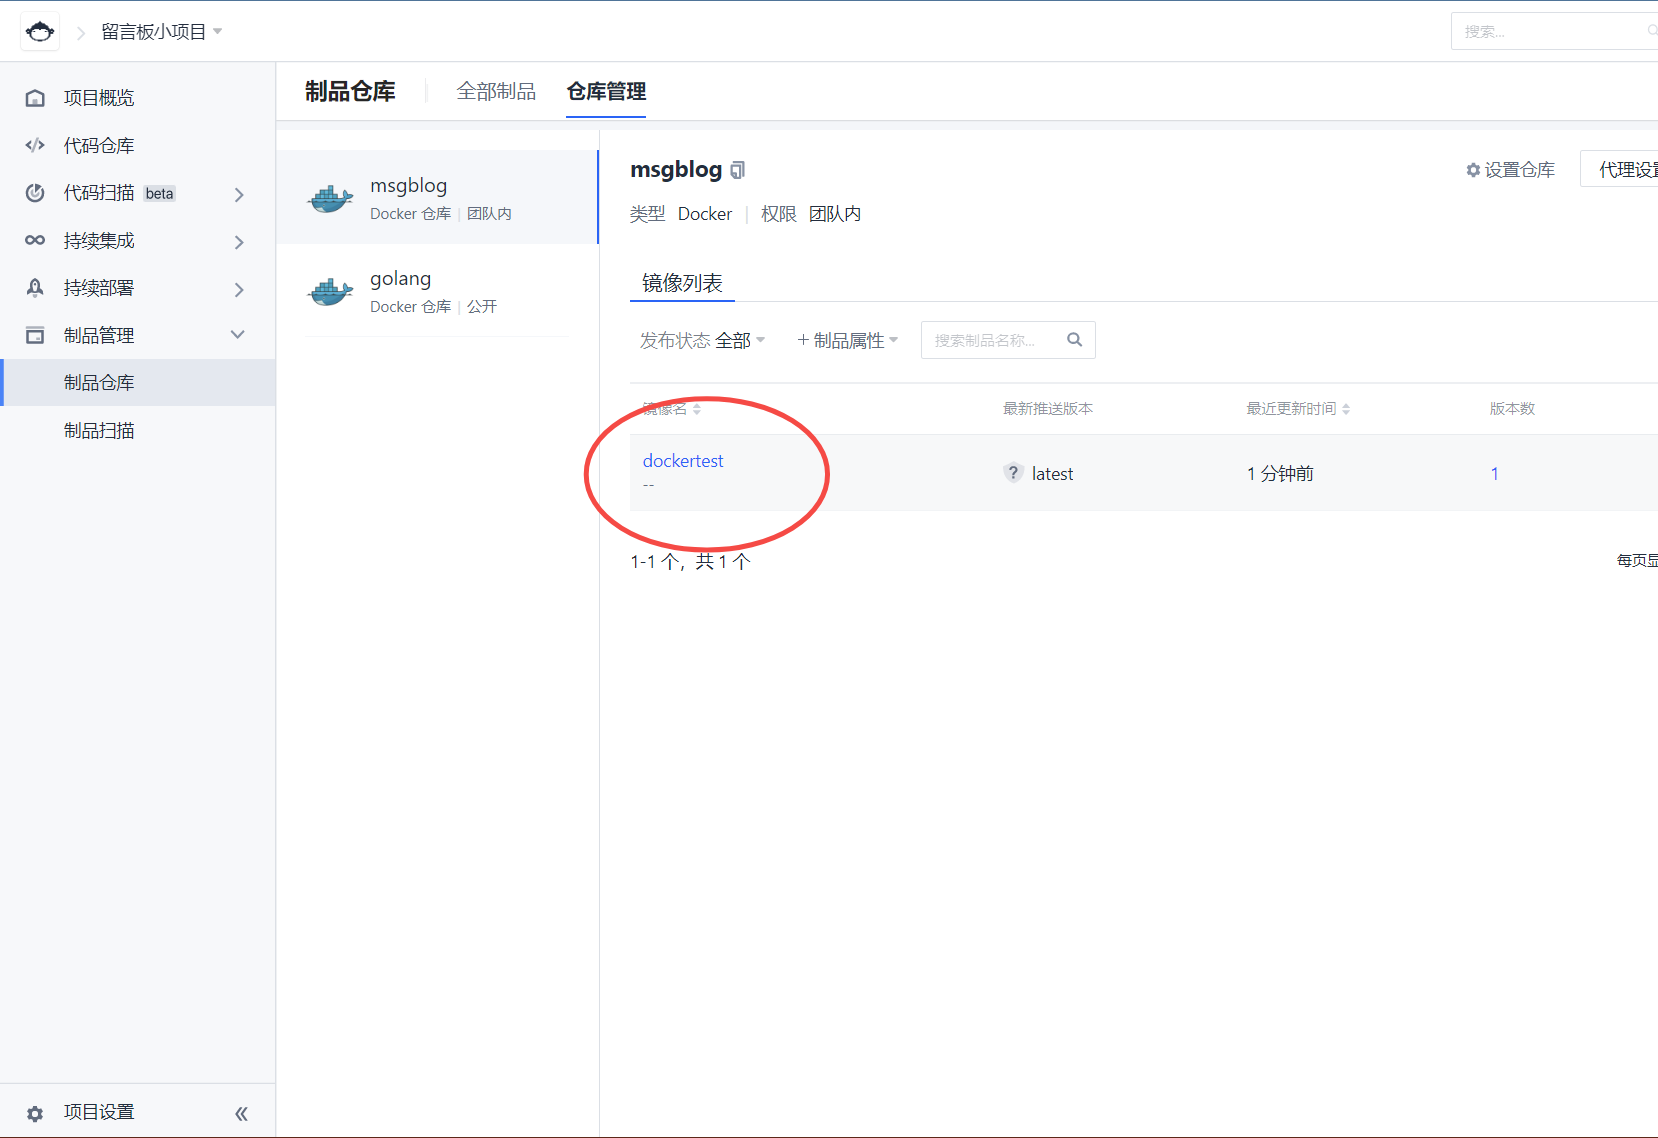 留言板小项目
搜索...
项目概览
代码仓库
代码扫描 beta
持续集成
持续部署
制品管理
制品仓库
制品扫描
项目设置
制品仓库 全部制品 仓库管理
msgblog
Docker 仓库 | 团队内
golang
Docker 仓库 | 公开
msgblog
设置仓库 代理设置
类型 Docker | 权限 团队内
镜像列表
发布状态 全部 + 制品属性 搜索制品名称...
镜像名 最新推送版本 最近更新时间 版本数
dockertest ? latest 1 分钟前 1
--
1-1 个，共 1 个
每页显